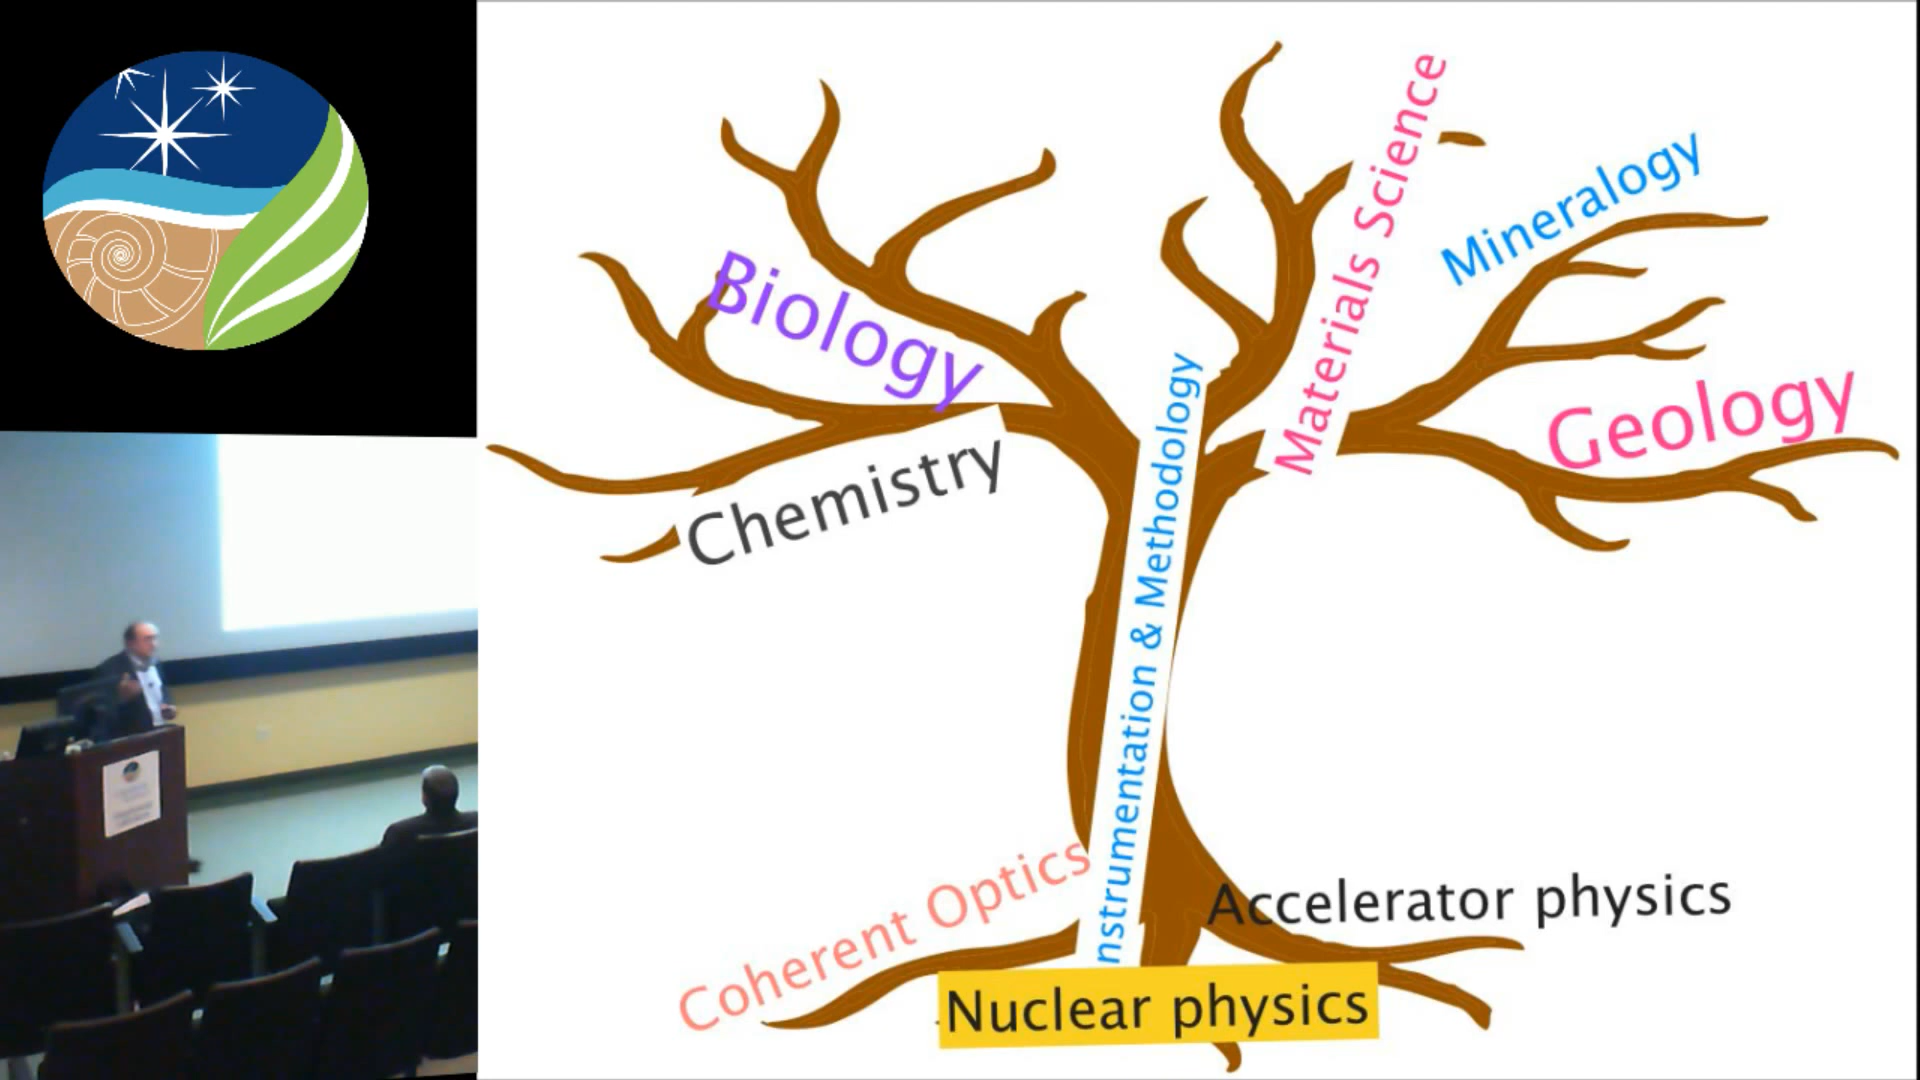 Biology
Materials Science
Mineralogy
Geology
Chemistry
nstrumentation & Methodology
Coherent Optics
Accelerator physics
Nuclear physics